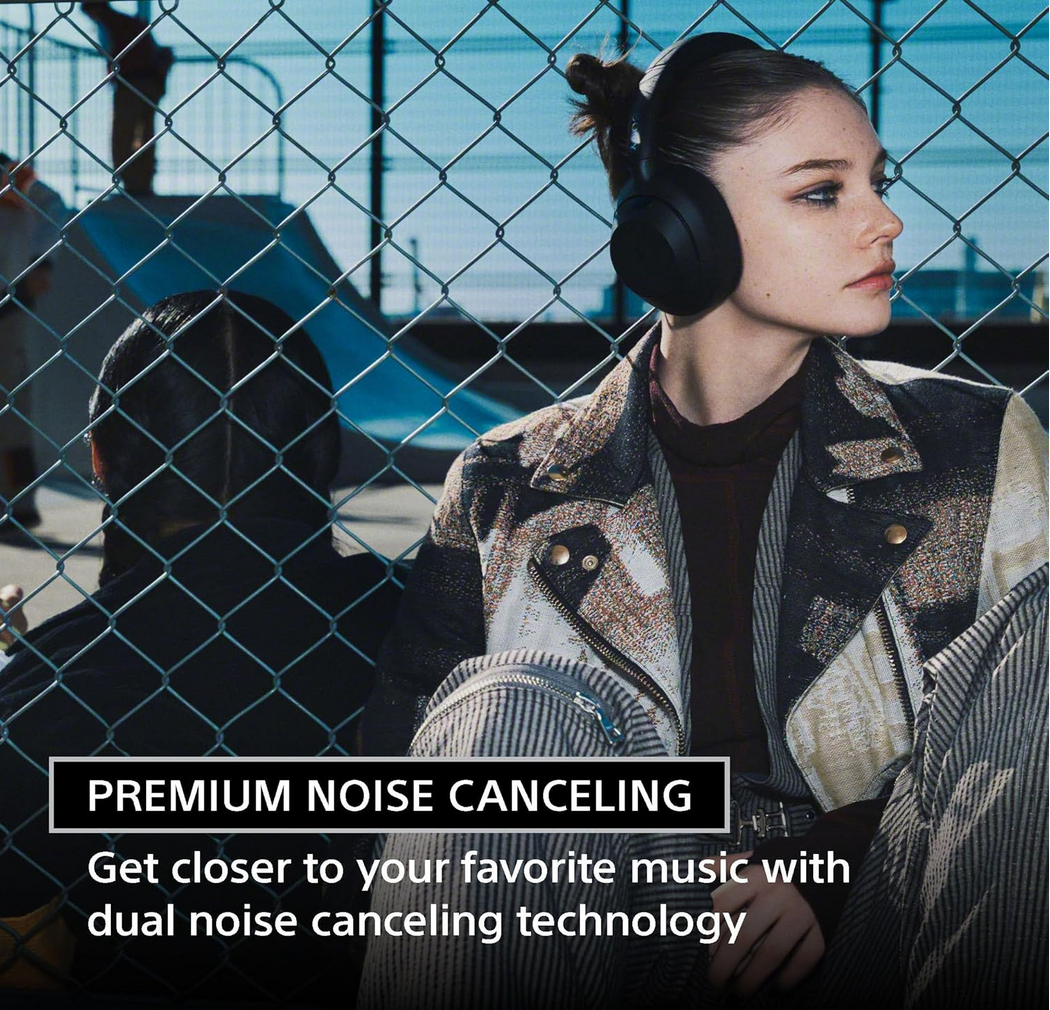 PREMIUM NOISE CANCELING
Get closer to your favorite music with
dual noise canceling technology